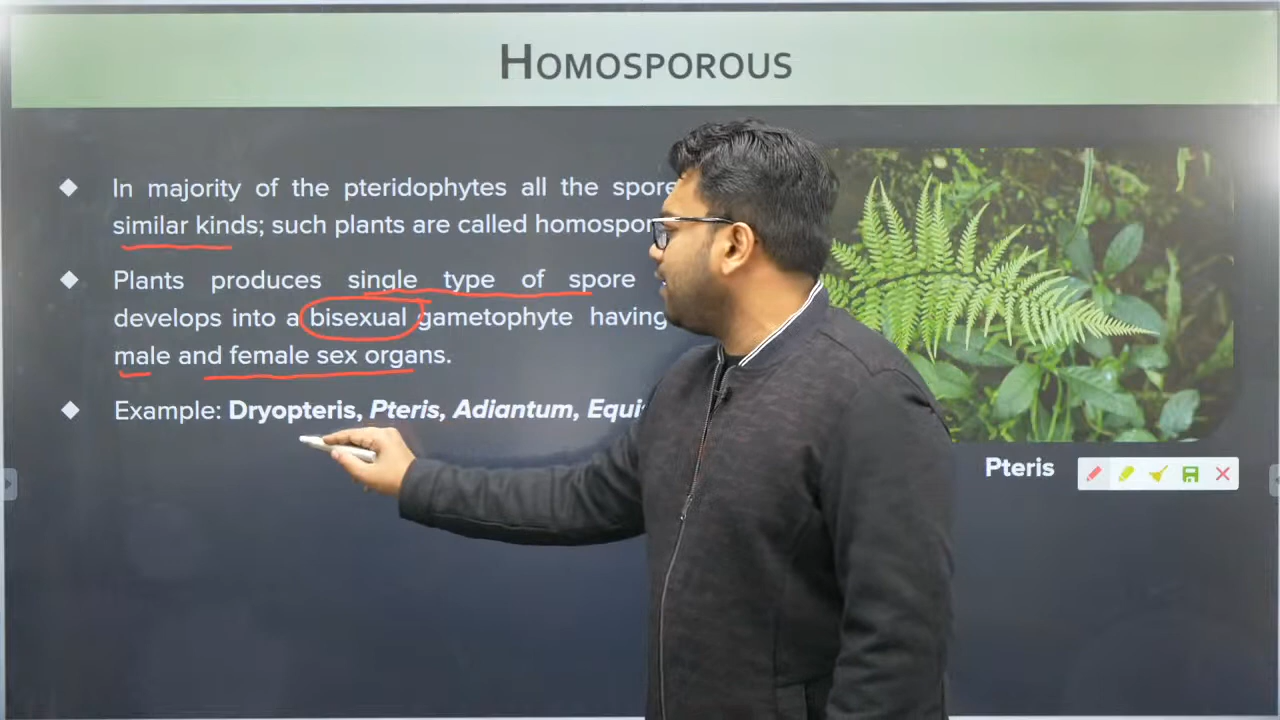 HOMOSPOROUS
In majority of the pteridophytes all the spore
similar kinds; such plants are called homospor
Plants produces single type of spore
develops into a bisexual gametophyte having
male and female sex organs.
Example: Dryopteris, Pteris, Adiantum, Equis
Pteris